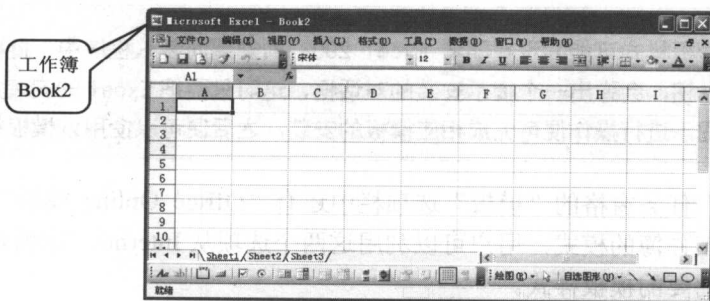 工作簿
Book2
Microsoft Excel - Book2
文件(F) 编辑(E) 视图(V) 插入(I) 格式(O) 工具(T) 数据(D) 窗口(W) 帮助(H)
宋体 12 B I U
A1 fx
A B C D E F G H I
1
2
3
4
5
6
7
8
9
10
Sheet1 Sheet2 Sheet3
绘图(R) 自选图形(U)
就绪